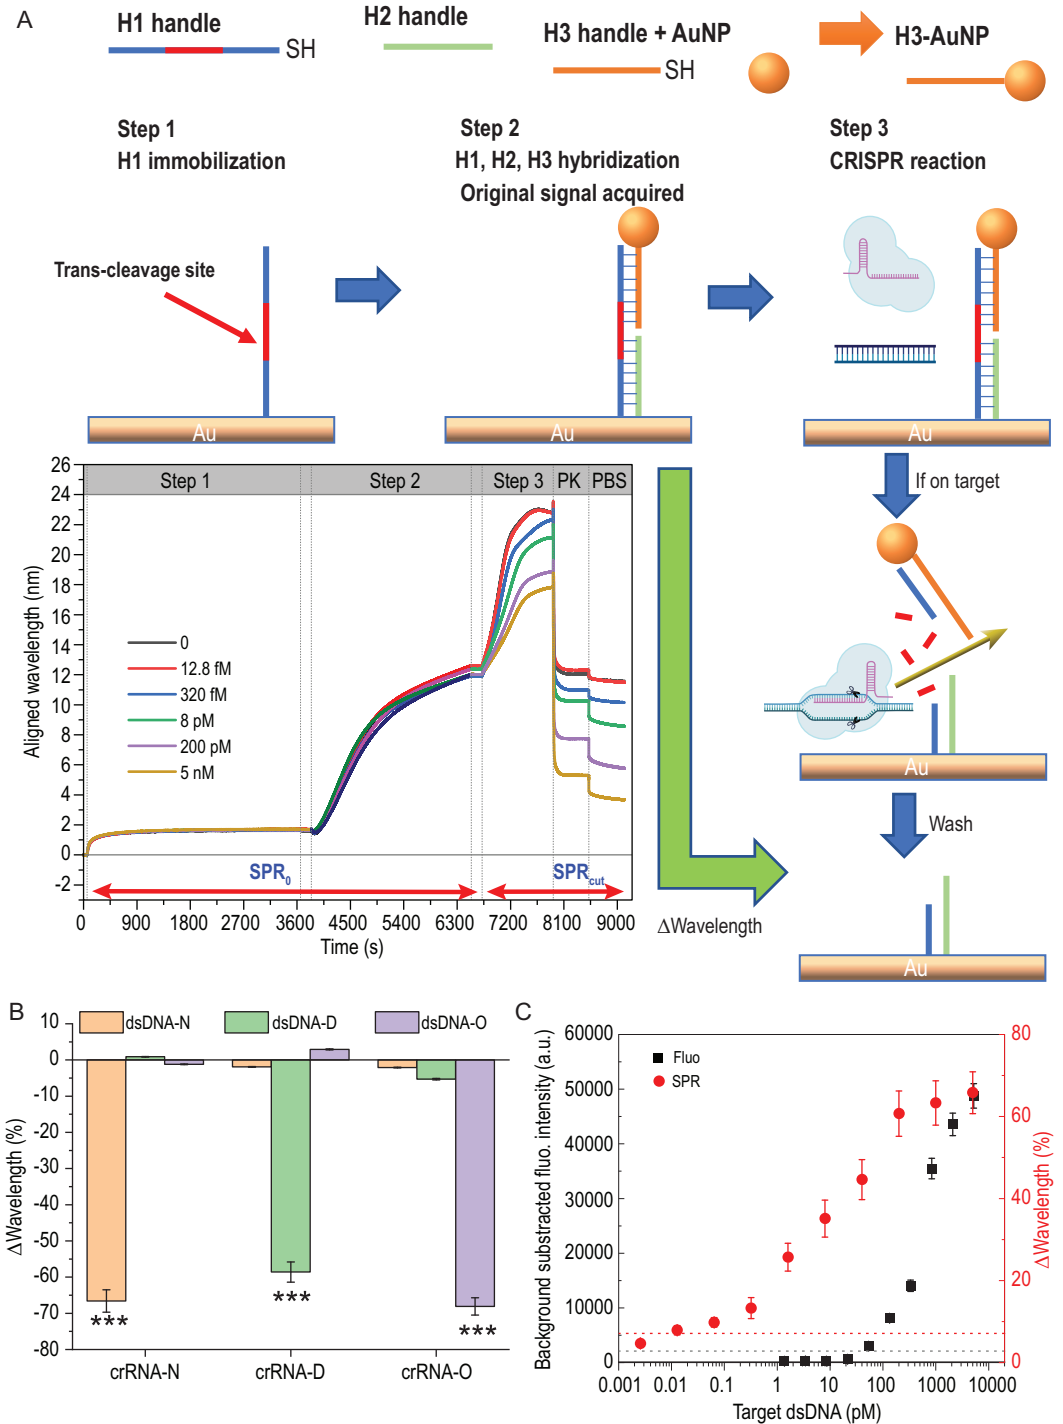 A
H1 handle
SH
H2 handle
H3 handle + AuNP
SH
H3-AuNP
Step 1
H1 immobilization
Step 2
H1, H2, H3 hybridization
Original signal acquired
Step 3
CRISPR reaction
Trans-cleavage site
Au
Au
Au
If on target
Au
Wash
Au
ΔWavelength
26
24
22
20
18
16
14
12
10
8
6
4
2
0
-2
Aligned wavelength (nm)
Step 1
Step 2
Step 3
PK
PBS
0
12.8 fM
320 fM
8 pM
200 pM
5 nM
SPR0
SPRcut
0 900 1800 2700 3600 4500 5400 6300 7200 8100 9000
Time (s)
B
dsDNA-N
dsDNA-D
dsDNA-O
10
0
-10
-20
-30
-40
-50
-60
-70
-80
ΔWavelength (%)
***
***
***
crRNA-N crRNA-D crRNA-O
C
60000
50000
40000
30000
20000
10000
0
Background substracted fluo. intensity (a.u.)
Fluo
SPR
80
60
40
20
0
ΔWavelength (%)
0.001 0.01 0.1 1 10 100 1000 10000
Target dsDNA (pM)